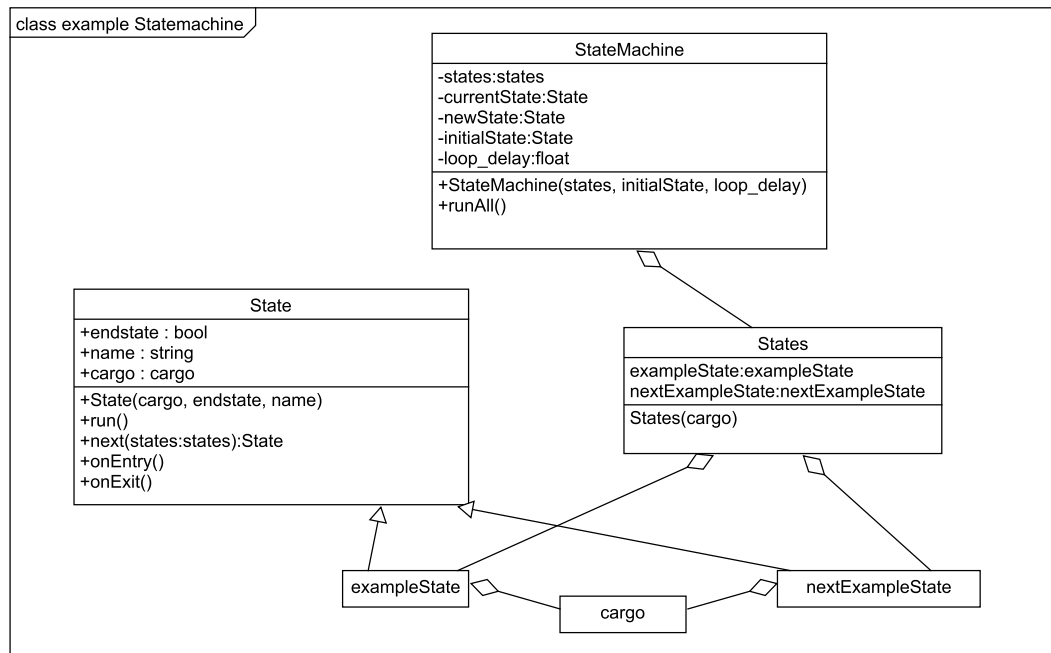 class example Statemachine
StateMachine
-states:states
-currentState:State
-newState:State
-initialState:State
-loop_delay:float
+StateMachine(states, initialState, loop_delay)
+runAll()
State
+endstate : bool
+name : string
+cargo : cargo
+State(cargo, endstate, name)
+run()
+next(states:states):State
+onEntry()
+onExit()
States
exampleState:exampleState
nextExampleState:nextExampleState
States(cargo)
exampleState
cargo
nextExampleState